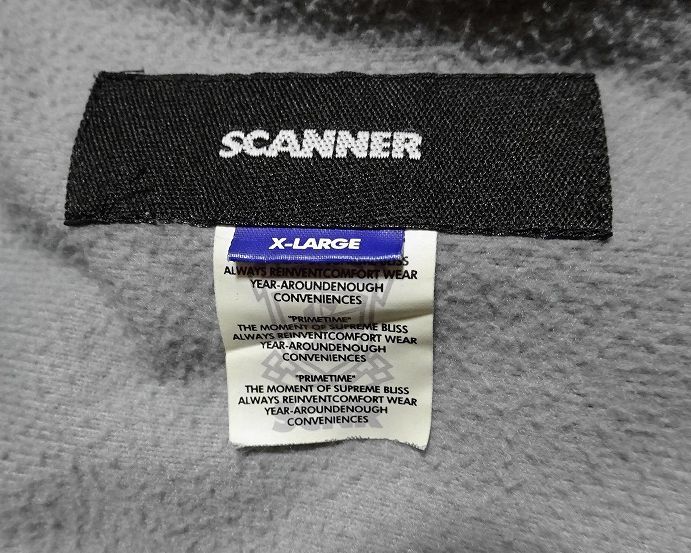 SCANNER
X-LARGE
BLISS
ALWAYS REINVENTCOMFORT WEAR
YEAR-AROUNDENOUGH
CONVENIENCES
"PRIMETIME"
THE MOMENT OF SUPREME BLISS
ALWAYS REINVENTCOMFORT WEAR
YEAR-AROUNDENOUGH
CONVENIENCES
"PRIMETIME"
THE MOMENT OF SUPREME BLISS
ALWAYS REINVENTCOMFORT WEAR
YEAR-AROUNDENOUGH
CONVENIENCES